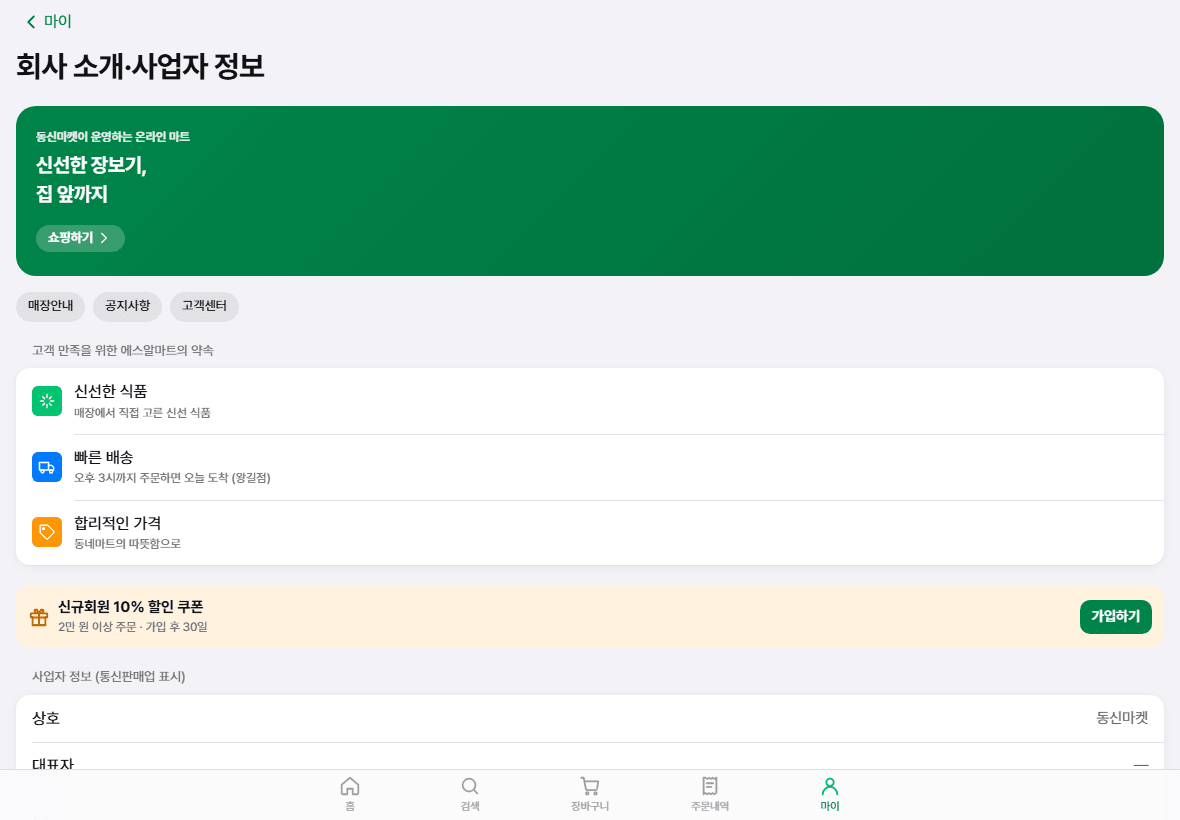 마이
회사 소개·사업자 정보
동신마켓이 운영하는 온라인 마트
신선한 장보기,
집 앞까지
쇼핑하기
매장안내 공지사항 고객센터
고객 만족을 위한 에스알마트의 약속
신선한 식품
매장에서 직접 고른 신선 식품
빠른 배송
오후 3시까지 주문하면 오늘 도착 (왕길점)
합리적인 가격
동네마트의 따뜻함으로
신규회원 10% 할인 쿠폰
2만 원 이상 주문 · 가입 후 30일
가입하기
사업자 정보 (통신판매업 표시)
상호 동신마켓
대표자 —
홈 검색 장바구니 주문내역 마이